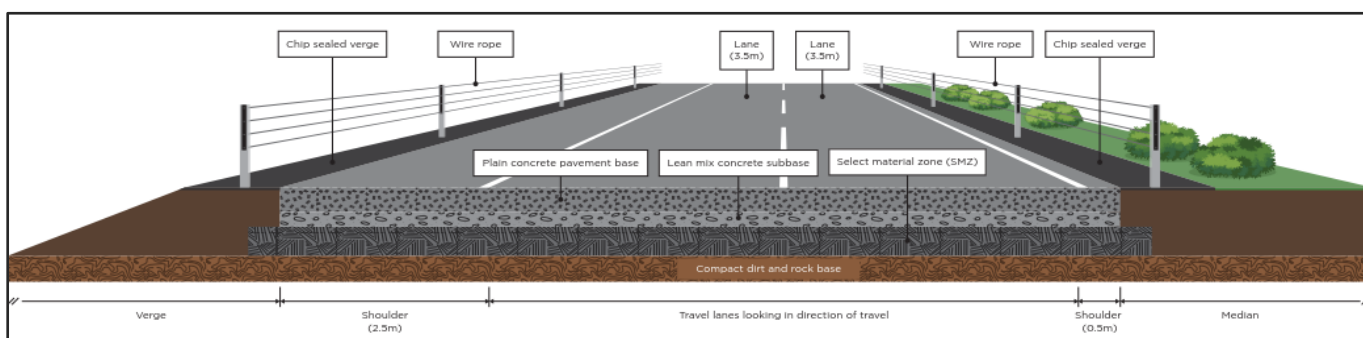 Chip sealed verge
Wire rope
Lane
(3.5m)
Lane
(3.5m)
Wire rope
Chip sealed verge
Plain concrete pavement base
Lean mix concrete subbase
Select material zone (SMZ)
Compact dirt and rock base
Verge
Shoulder
(2.5m)
Travel lanes looking in direction of travel
Shoulder
(0.5m)
Median